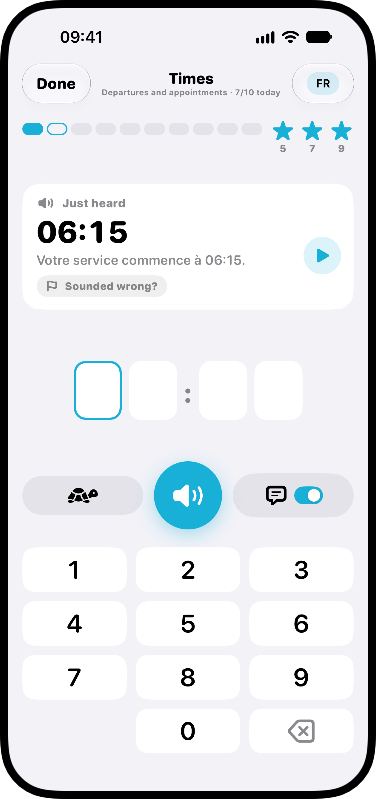 09:41
Done
Times
Departures and appointments · 7/10 today
FR
5 7 9
Just heard
06:15
Votre service commence à 06:15.
Sounded wrong?
:
1 2 3
4 5 6
7 8 9
0